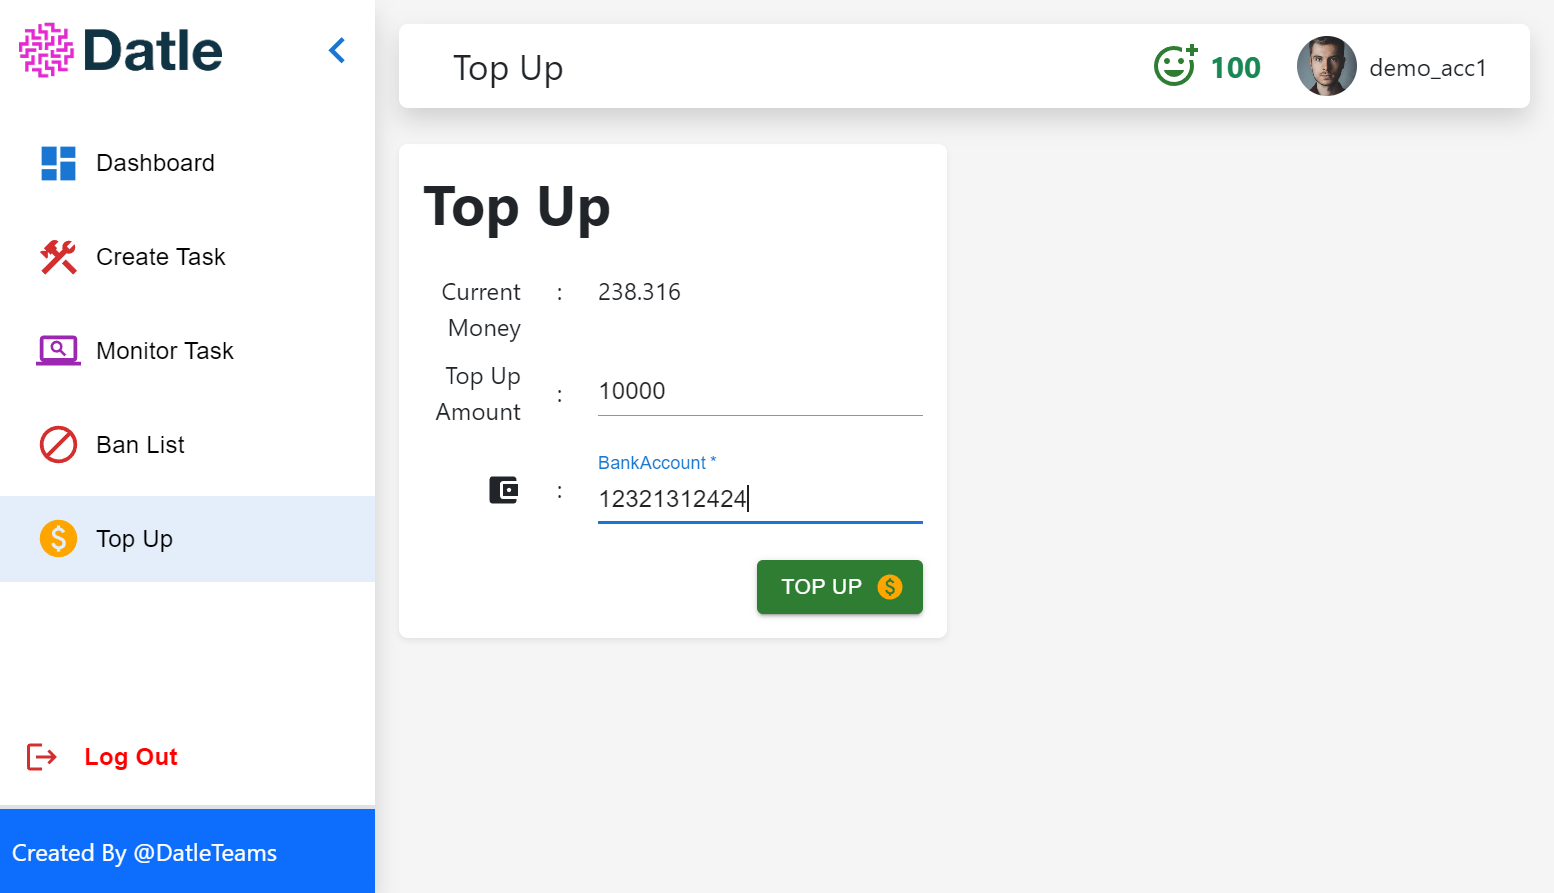 Datle
Dashboard
Create Task
Monitor Task
Ban List
Top Up
Log Out
Created By @DatleTeams
Top Up
100
demo_acc1
Top Up
Current Money : 238.316
Top Up Amount : 10000
BankAccount *
: 12321312424
TOP UP